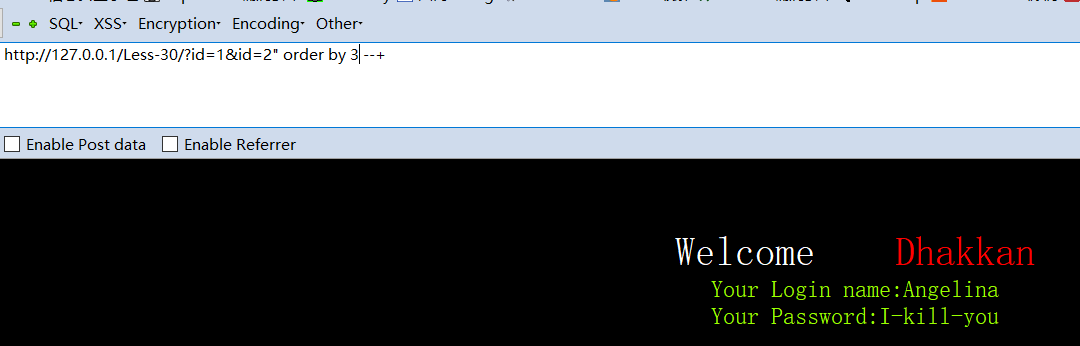 SQL XSS Encryption Encoding Other
http://127.0.0.1/Less-30/?id=1&id=2" order by 3 --+
Enable Post data Enable Referrer
Welcome Dhakkan
Your Login name:Angelina
Your Password:I-kill-you